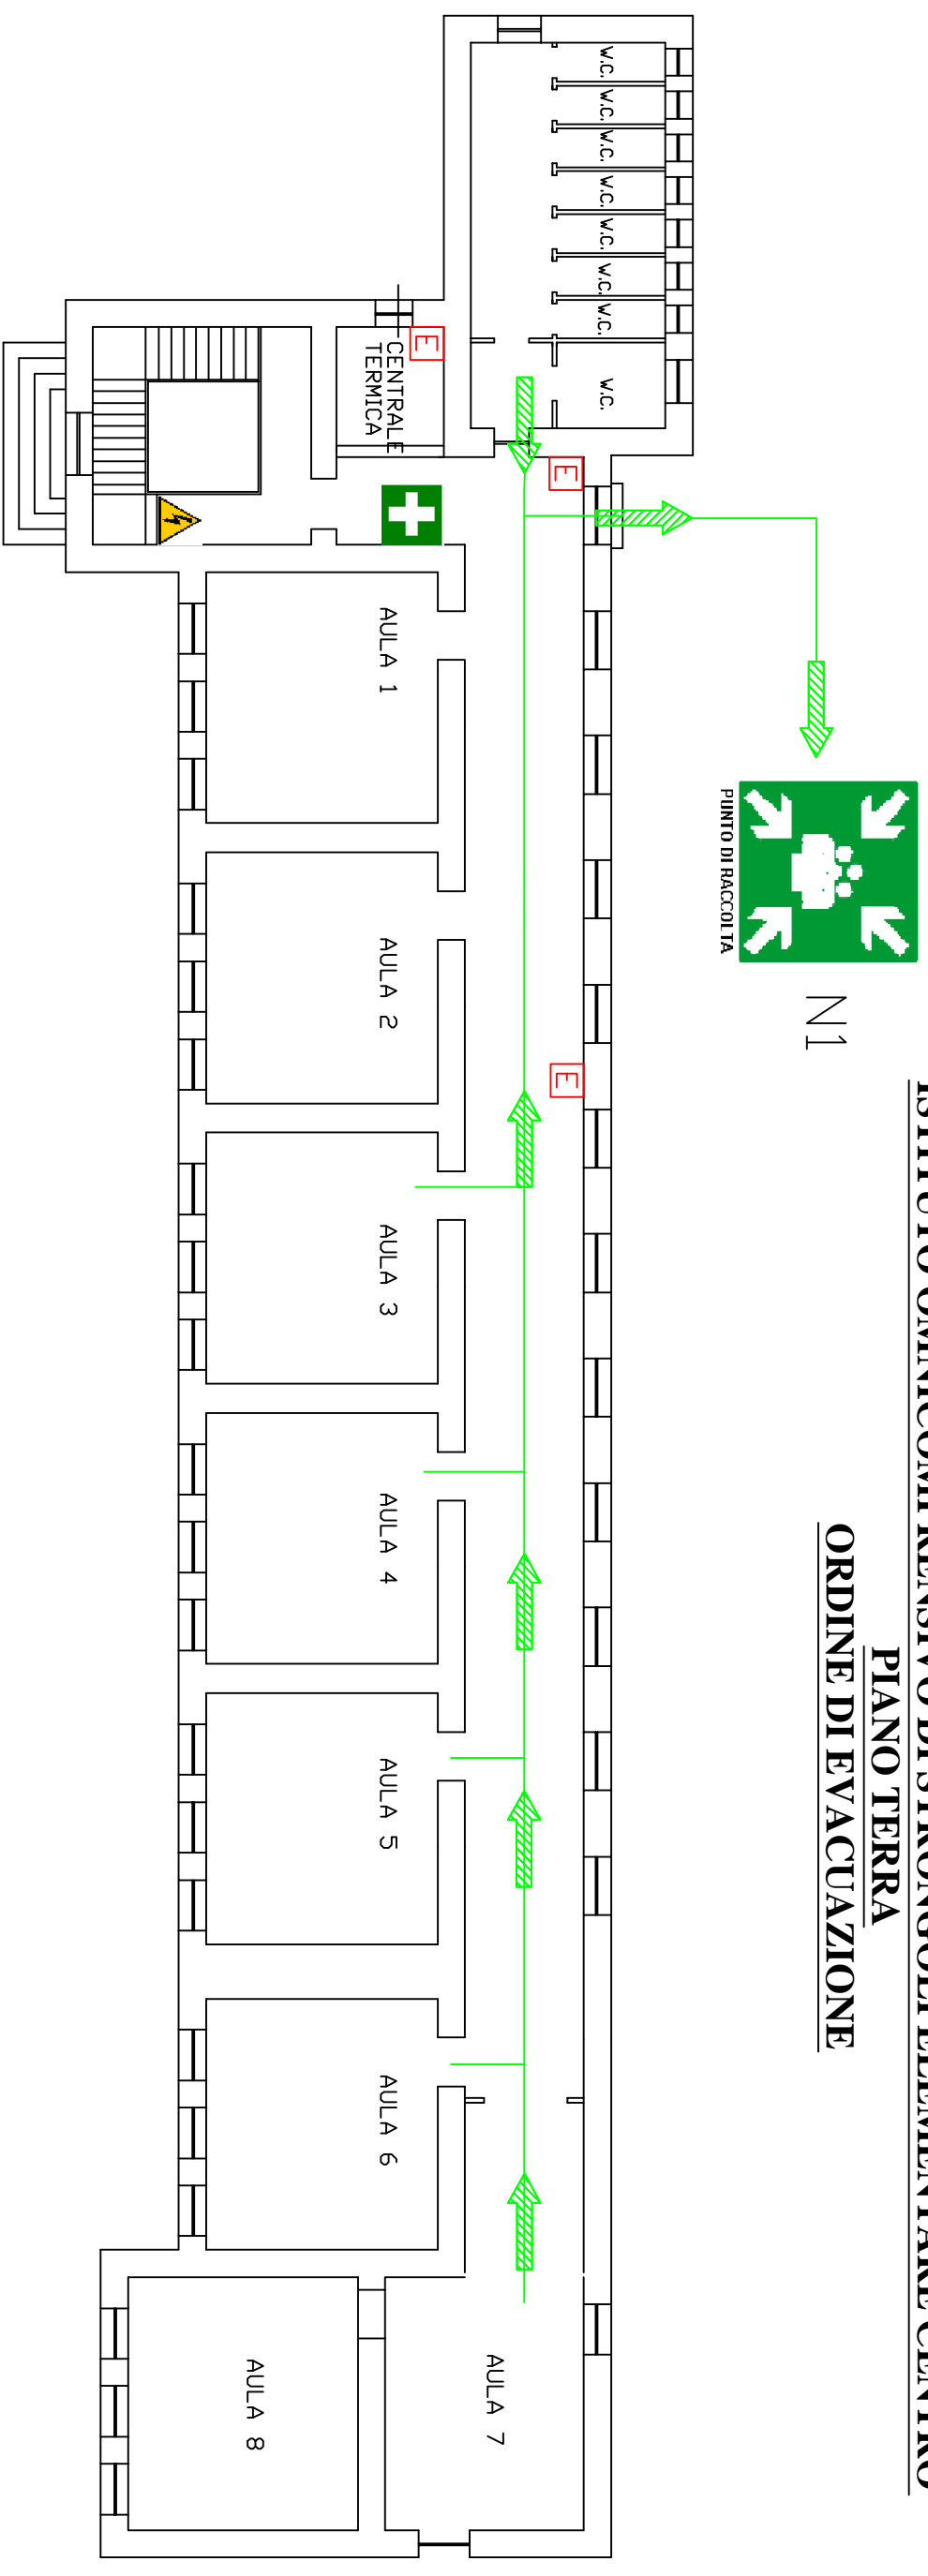 ISTITUTO OMNICOMPRENSIVO DI STRONGOLI ELEMENTARE CENTRO
PIANO TERRA
ORDINE DI EVACUAZIONE
N1
PUNTO DI RACCOLTA
W.C. W.C. W.C. W.C. W.C. W.C. W.C. W.C.
E
E
E
CENTRALE
TERMICA
AULA 1
AULA 2
AULA 3
AULA 4
AULA 5
AULA 6
AULA 7
AULA 8